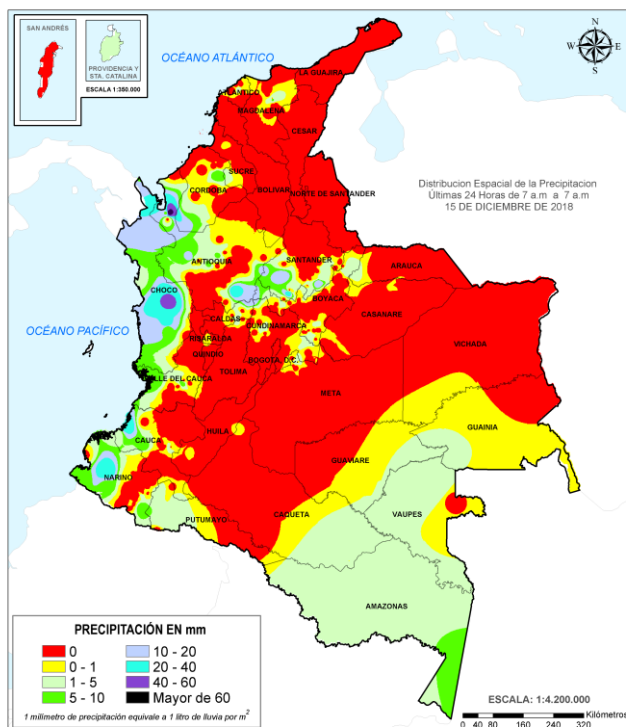 SAN ANDRÉS
PROVIDENCIA Y
STA. CATALINA
ESCALA 1:350.000
OCÉANO ATLÁNTICO
N
W
E
S
LA GUAJIRA
ATLANTICO
MAGDALENA
CESAR
SUCRE
CORDOBA
BOLIVAR
NORTE DE SANTANDER
Distribucion Espacial de la Precipitacion
Últimas 24 Horas de 7 a.m a 7 a.m
15 DE DICIEMBRE DE 2018
ANTIOQUIA
SANTANDER
ARAUCA
CHOCO
BOYACA
CASANARE
OCÉANO PACÍFICO
CALDAS
CUNDINAMARCA
RISARALDA
VICHADA
QUINDÍO
BOGOTA, D.C.
TOLIMA
VALLE DEL CAUCA
META
GUAINIA
CAUCA
HUILA
GUAVIARE
NARIÑO
PUTUMAYO
CAQUETA
VAUPES
AMAZONAS
PRECIPITACIÓN EN mm
0
10 - 20
0 - 1
20 - 40
1 - 5
40 - 60
5 - 10
Mayor de 60
1 milimetro de precipitación equivale a 1 litro de lluvia por m²
ESCALA: 1:4.200.000
Kilómetros
0 40 80 160 240 320